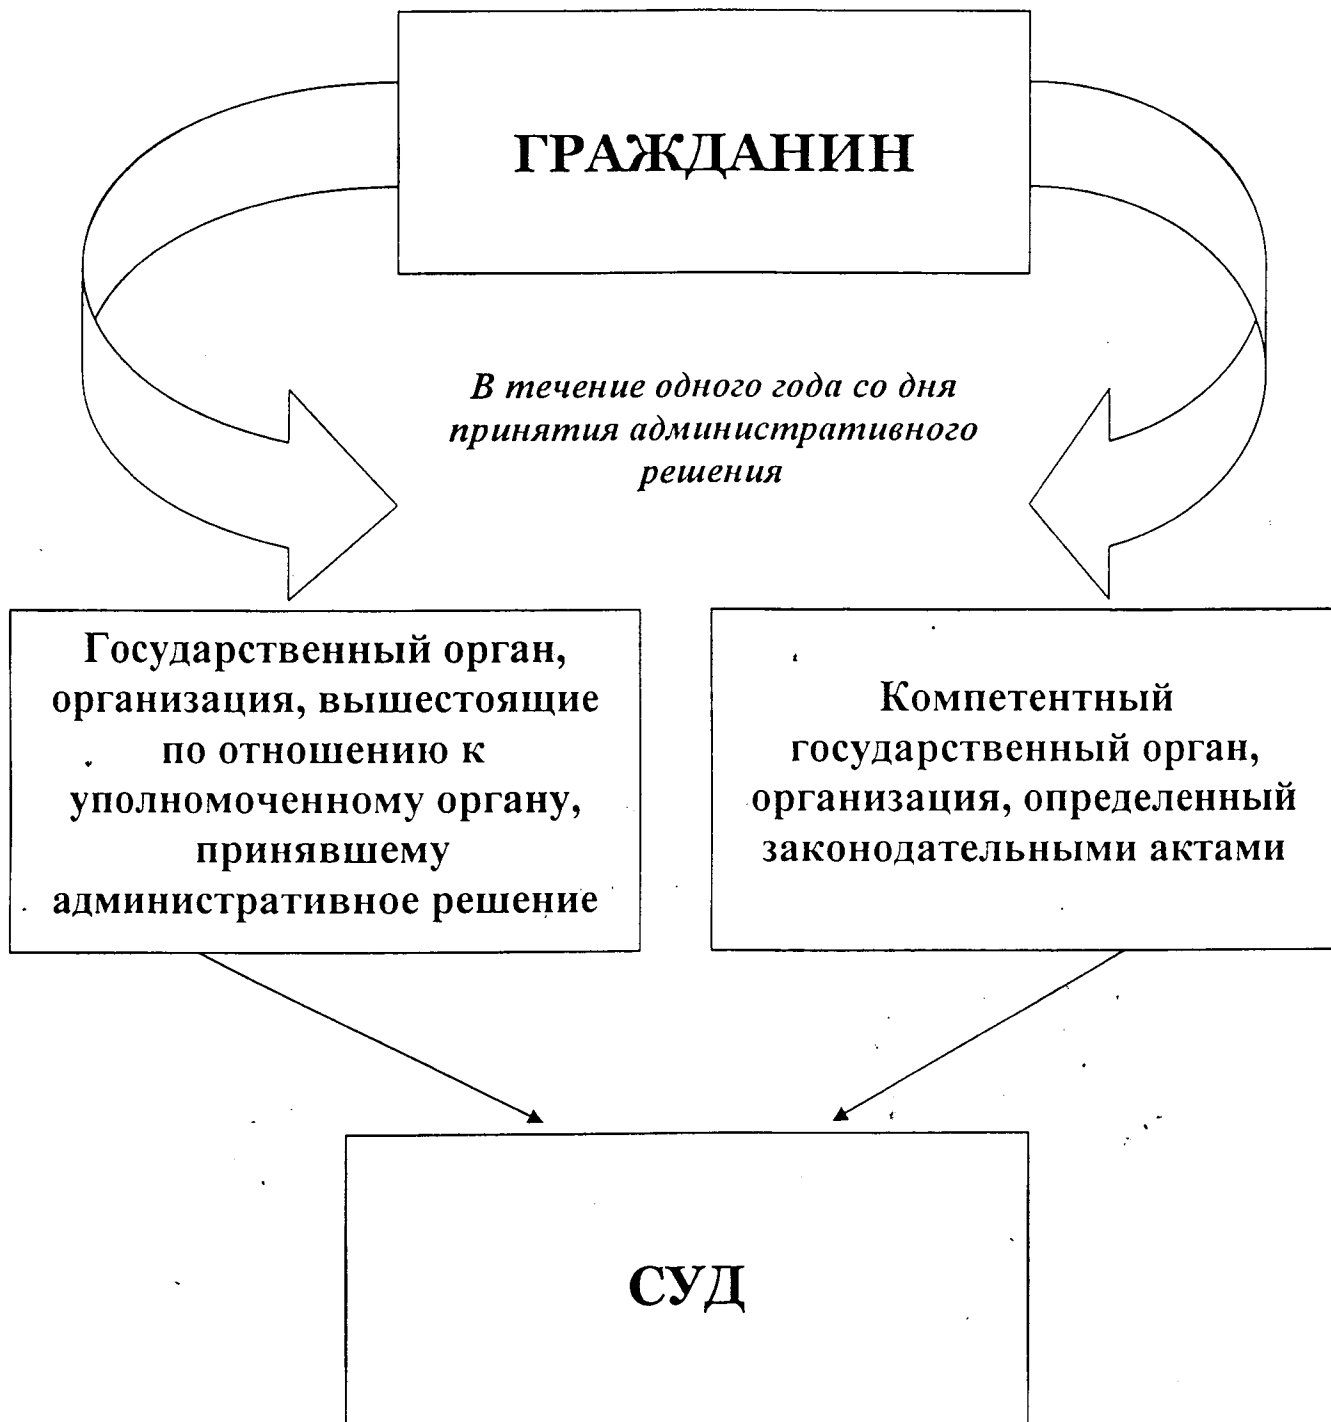 ГРАЖДАНИН
В течение одного года со дня
принятия административного
решения
Государственный орган,
организация, вышестоящие
по отношению к
уполномоченному органу,
принявшему
административное решение
Компетентный
государственный орган,
организация, определенный
законодательными актами
СУД